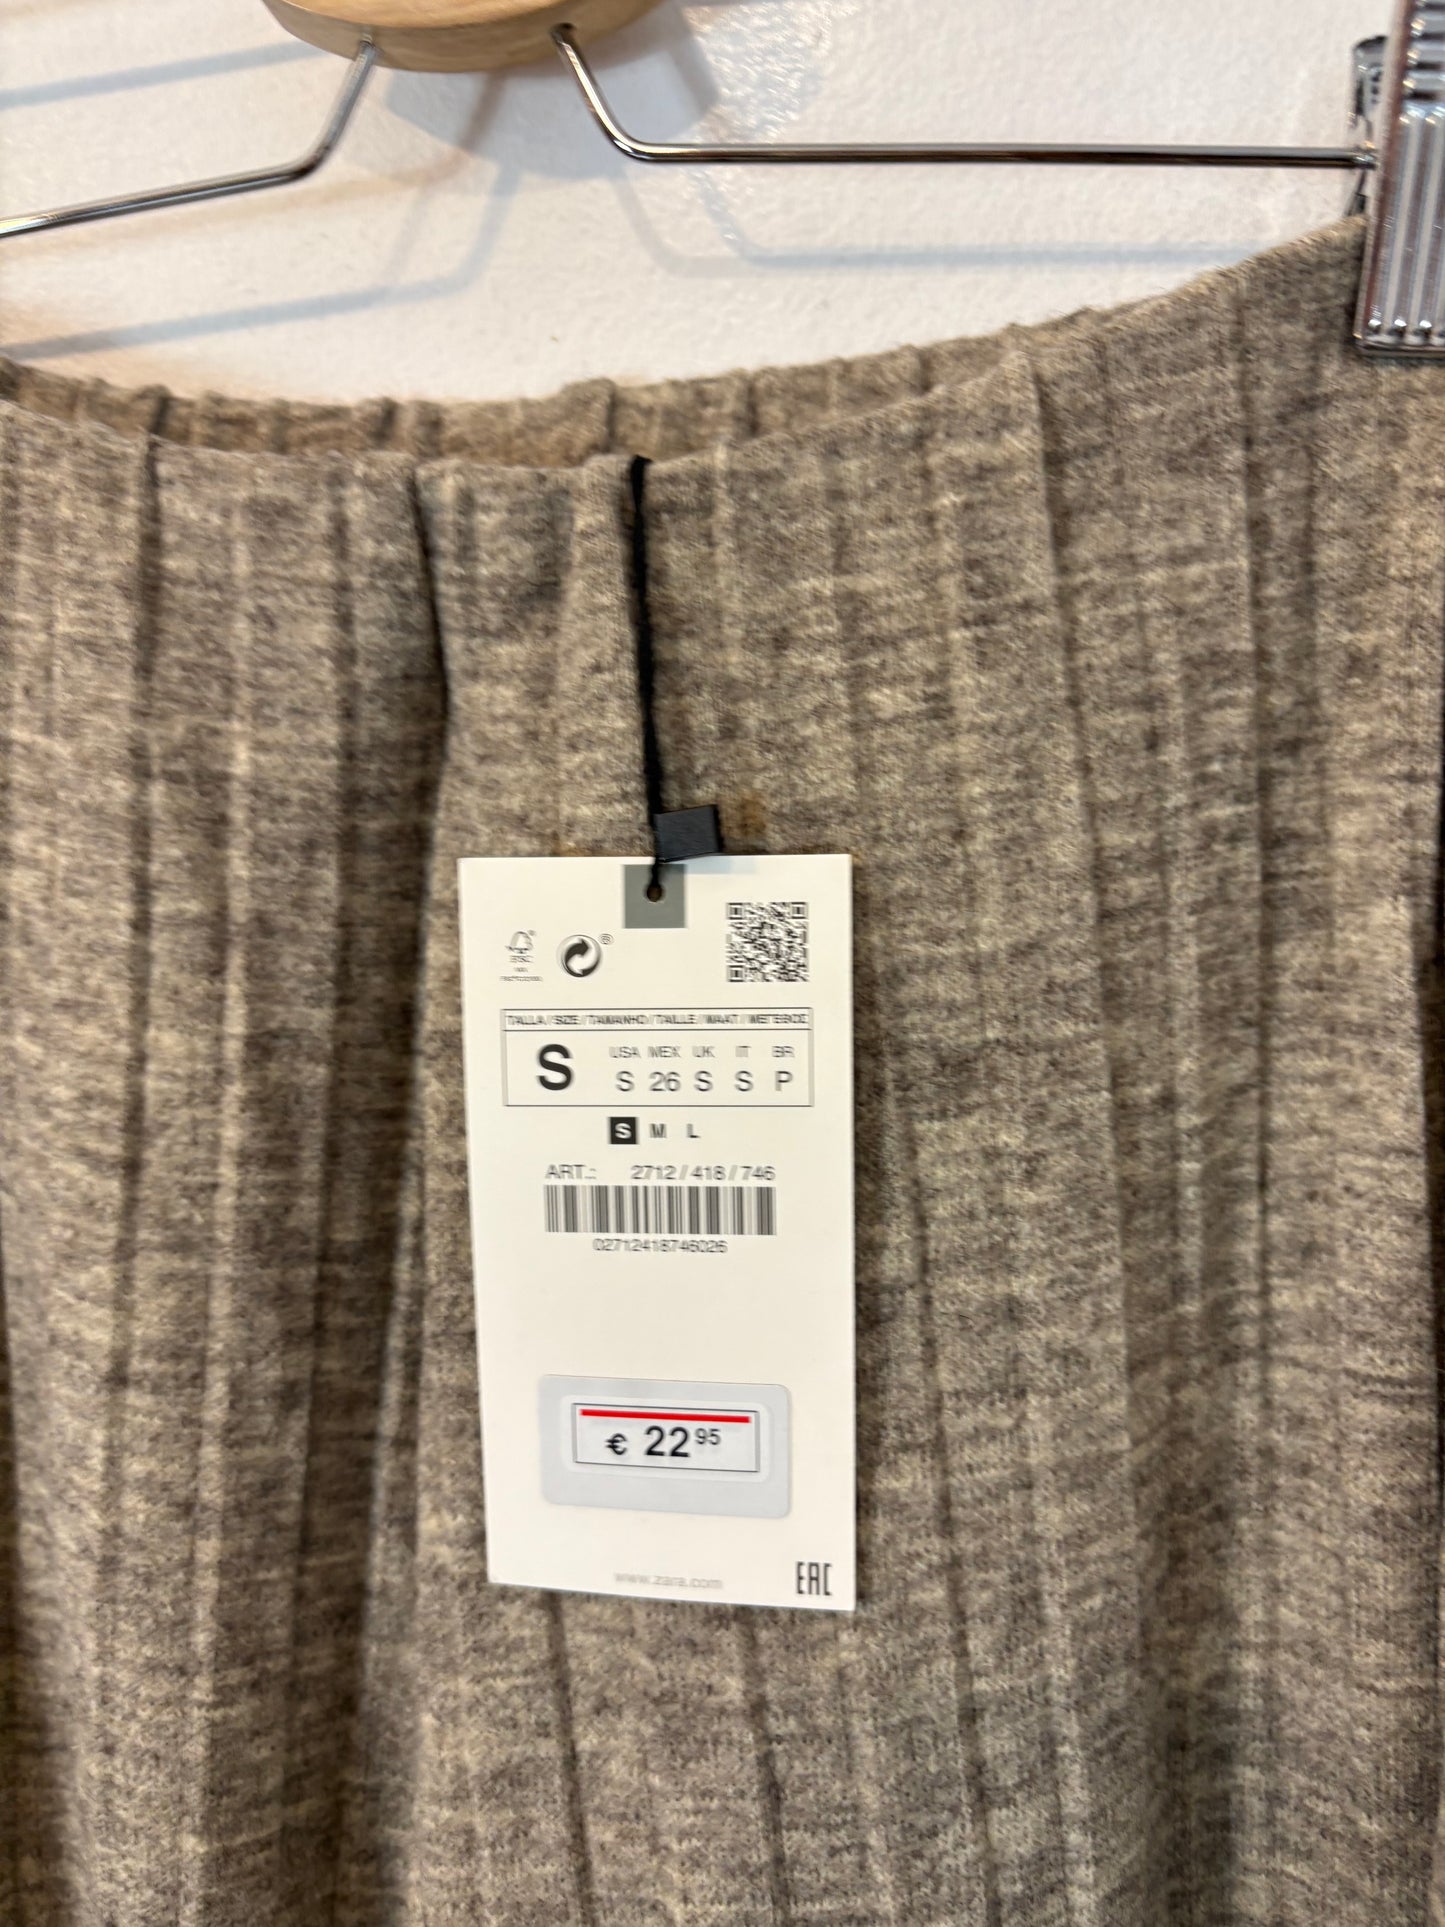 ®
FSC
®
TALLA / SIZE / TAMANHO / TAILLE / MAAT /
S
USA MEX UK IT BR
S 26 S S P
S M L
ART.: 2712 / 418 / 746
02712418746026
€ 22 95
www.zara.com
EAC